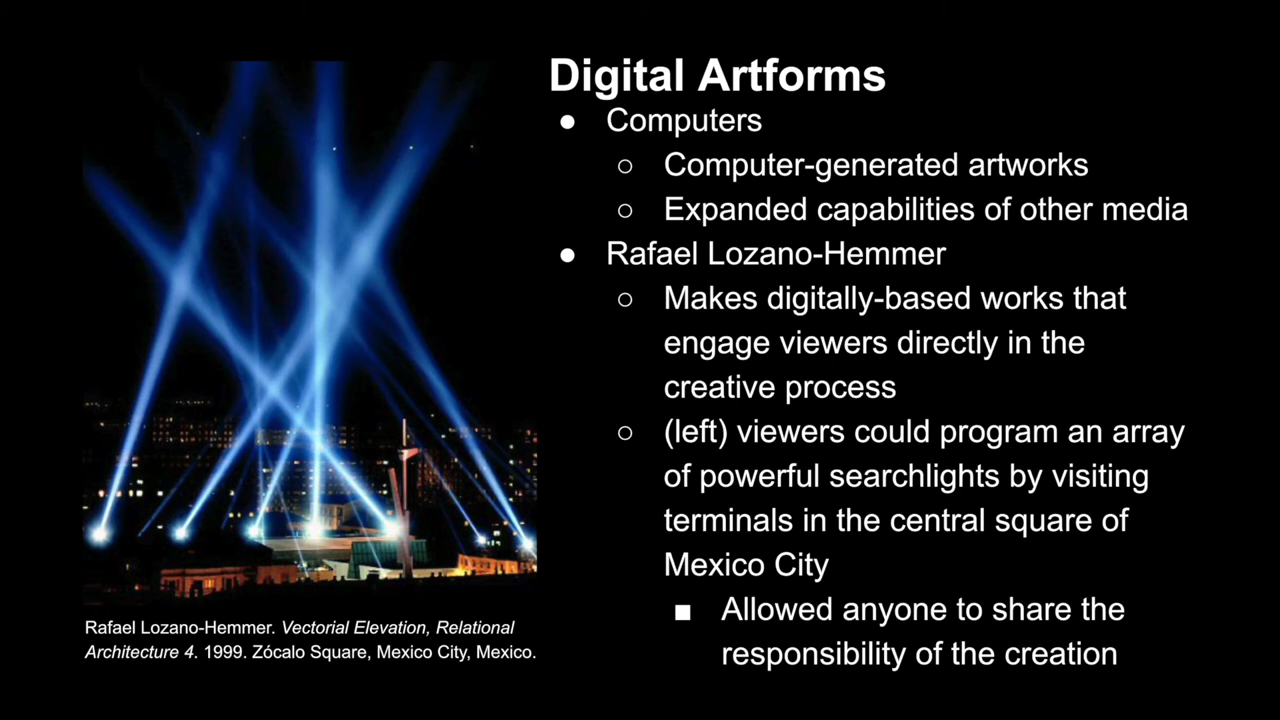 Digital Artforms
● Computers
○ Computer-generated artworks
○ Expanded capabilities of other media
● Rafael Lozano-Hemmer
○ Makes digitally-based works that
engage viewers directly in the
creative process
○ (left) viewers could program an array
of powerful searchlights by visiting
terminals in the central square of
Mexico City
■ Allowed anyone to share the
responsibility of the creation
Rafael Lozano-Hemmer. Vectorial Elevation, Relational
Architecture 4. 1999. Zócalo Square, Mexico City, Mexico.